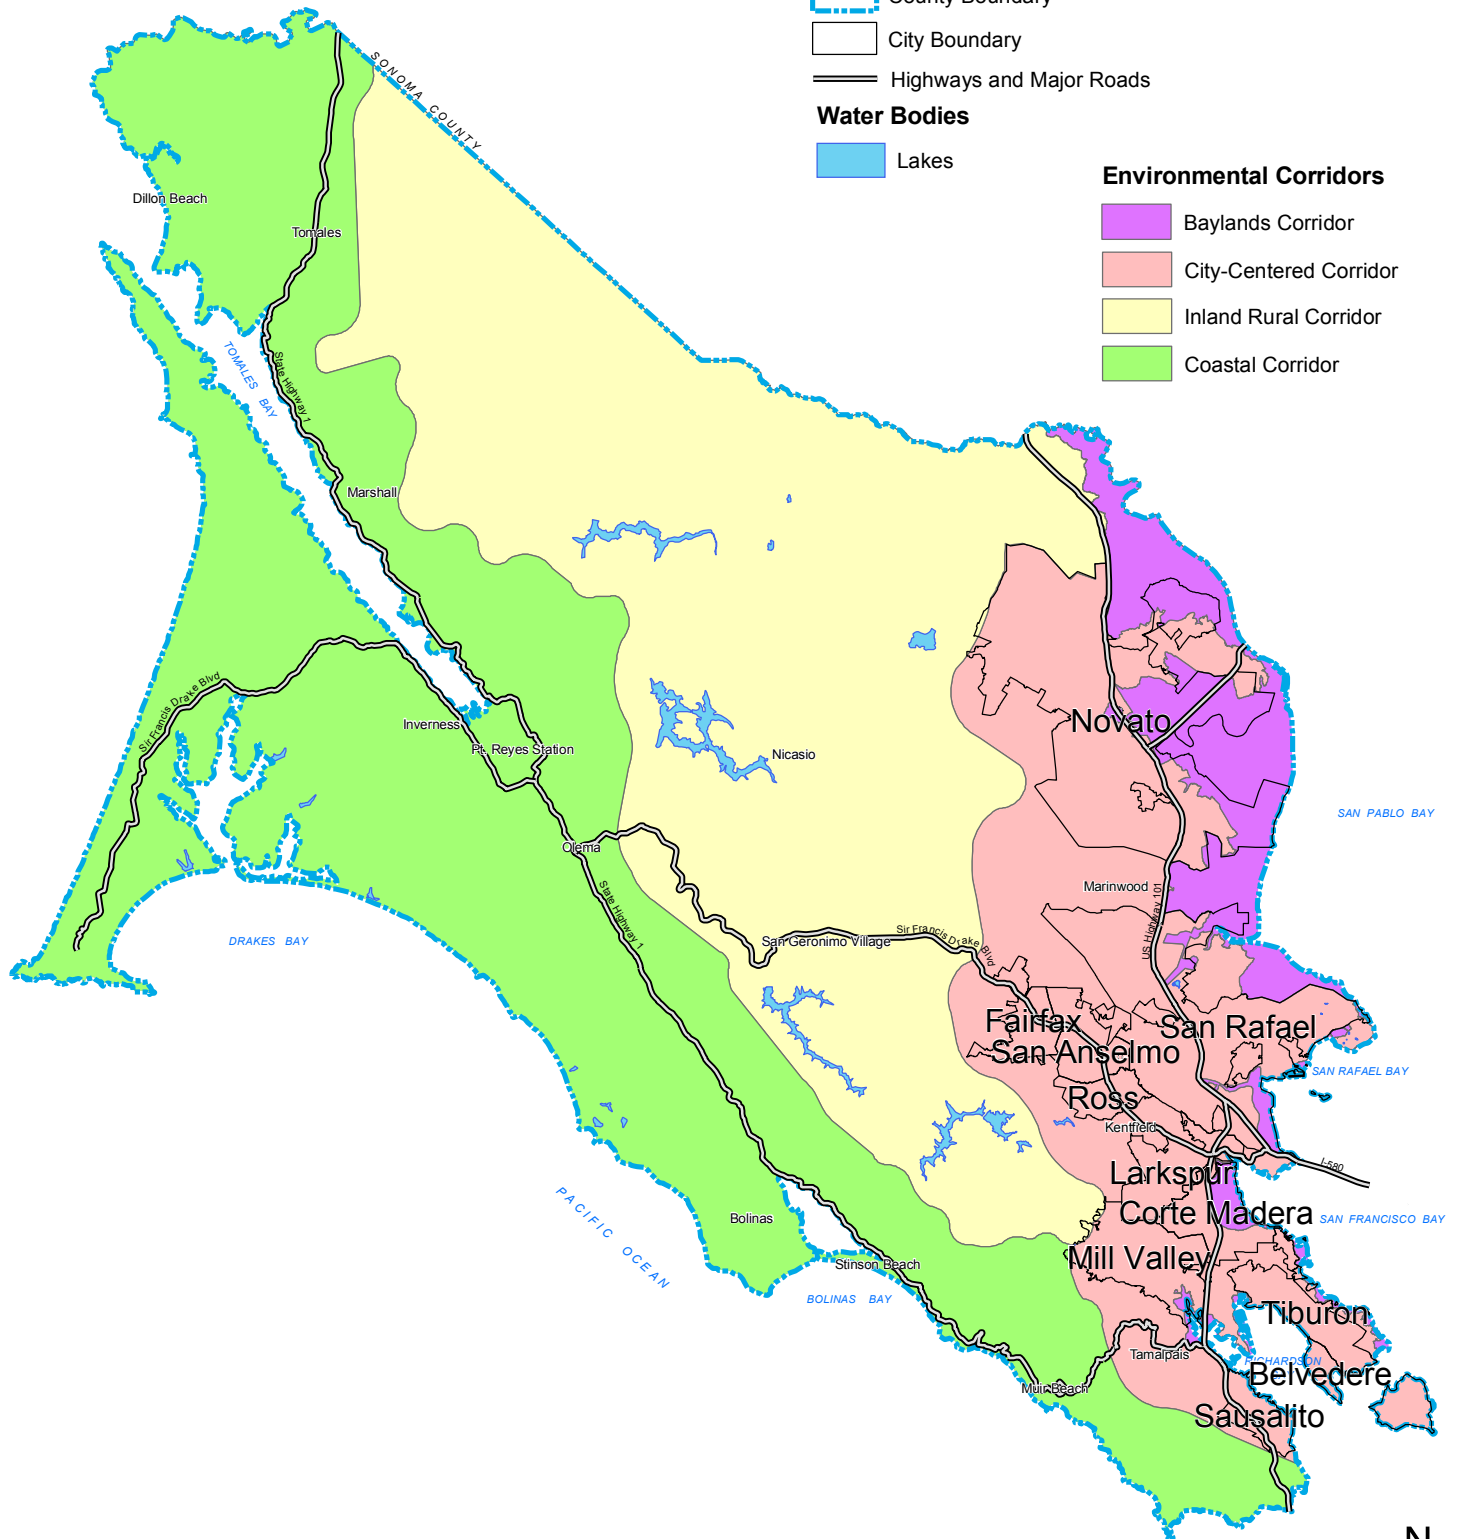 County Boundary
City Boundary
Highways and Major Roads
Water Bodies
Lakes
Environmental Corridors
Baylands Corridor
City-Centered Corridor
Inland Rural Corridor
Coastal Corridor
SONOMA COUNTY
Dillon Beach
Tomales
TOMALES BAY
State Highway 1
Marshall
Sir Francis Drake Blvd
Inverness
Pt. Reyes Station
Nicasio
Novato
SAN PABLO BAY
Olema
State Highway 1
Marinwood
US Highway 101
DRAKES BAY
San Geronimo Village
Sir Francis Drake Blvd
Fairfax
San Rafael
San Anselmo
SAN RAFAEL BAY
Ross
Kentfield
I-580
Larkspur
Corte Madera
SAN FRANCISCO BAY
PACIFIC OCEAN
Bolinas
Mill Valley
Stinson Beach
BOLINAS BAY
Tiburon
Tamalpais
RICHARDSON
Belvedere
Muir Beach
Sausalito
N